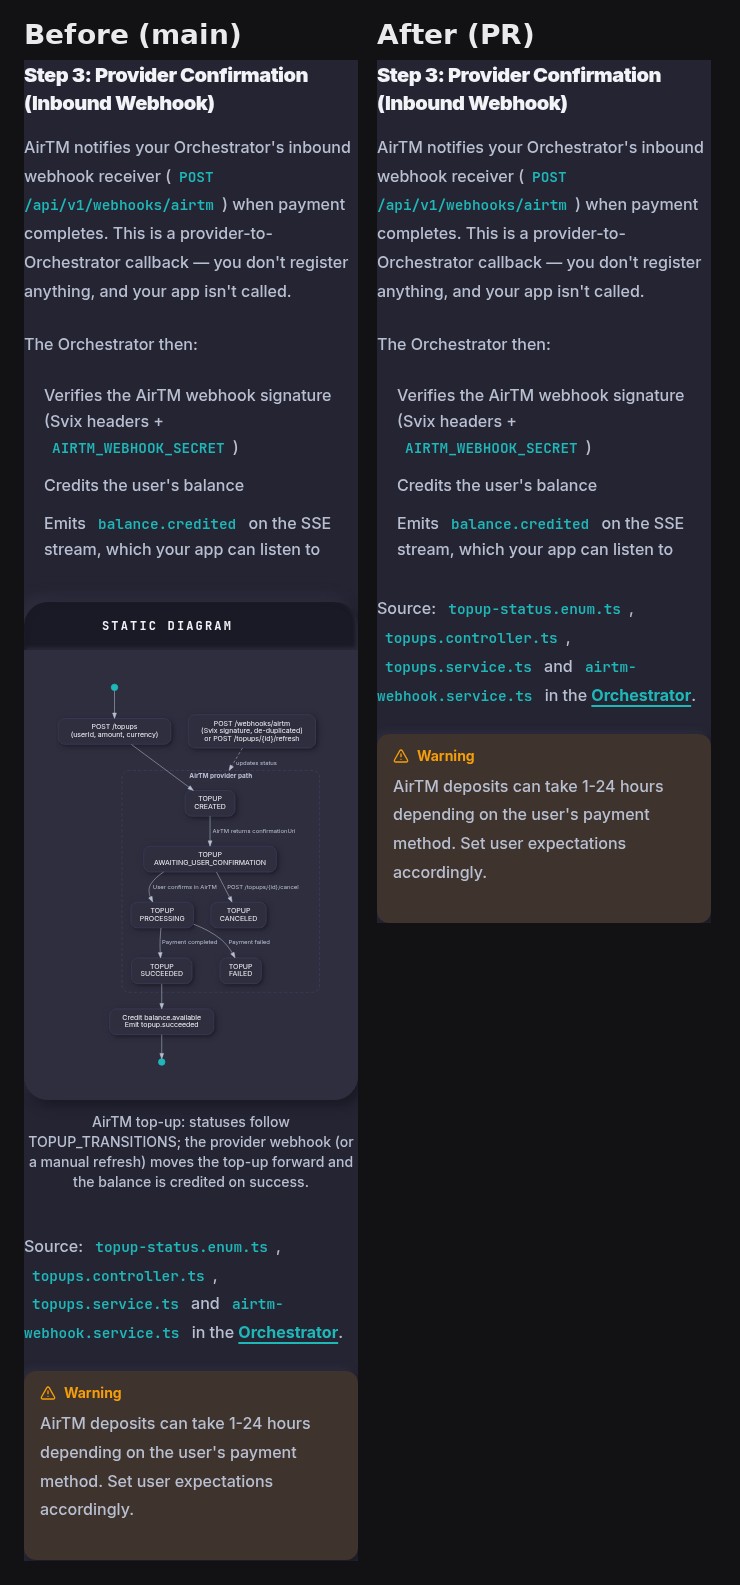 Before (main)
Step 3: Provider Confirmation
(Inbound Webhook)
AirTM notifies your Orchestrator's inbound
webhook receiver ( POST
/api/v1/webhooks/airtm ) when payment
completes. This is a provider-to-
Orchestrator callback — you don't register
anything, and your app isn't called.
The Orchestrator then:
Verifies the AirTM webhook signature
(Svix headers +
AIRTM_WEBHOOK_SECRET )
Credits the user's balance
Emits balance.credited on the SSE
stream, which your app can listen to
STATIC DIAGRAM
POST /topups
(userId, amount, currency)
POST /webhooks/airtm
(Svix signature, de-duplicated)
or POST /topups/{id}/refresh
updates status
AirTM provider path
TOPUP
CREATED
AirTM returns confirmationUri
TOPUP
AWAITING_USER_CONFIRMATION
User confirms in AirTM
POST /topups/{id}/cancel
TOPUP
PROCESSING
TOPUP
CANCELED
Payment completed
Payment failed
TOPUP
SUCCEEDED
TOPUP
FAILED
Credit balance.available
Emit topup.succeeded
AirTM top-up: statuses follow
TOPUP_TRANSITIONS; the provider webhook (or
a manual refresh) moves the top-up forward and
the balance is credited on success.
Source: topup-status.enum.ts ,
topups.controller.ts ,
topups.service.ts and airtm-
webhook.service.ts in the Orchestrator.
Warning
AirTM deposits can take 1-24 hours
depending on the user's payment
method. Set user expectations
accordingly.
After (PR)
Step 3: Provider Confirmation
(Inbound Webhook)
AirTM notifies your Orchestrator's inbound
webhook receiver ( POST
/api/v1/webhooks/airtm ) when payment
completes. This is a provider-to-
Orchestrator callback — you don't register
anything, and your app isn't called.
The Orchestrator then:
Verifies the AirTM webhook signature
(Svix headers +
AIRTM_WEBHOOK_SECRET )
Credits the user's balance
Emits balance.credited on the SSE
stream, which your app can listen to
Source: topup-status.enum.ts ,
topups.controller.ts ,
topups.service.ts and airtm-
webhook.service.ts in the Orchestrator.
Warning
AirTM deposits can take 1-24 hours
depending on the user's payment
method. Set user expectations
accordingly.